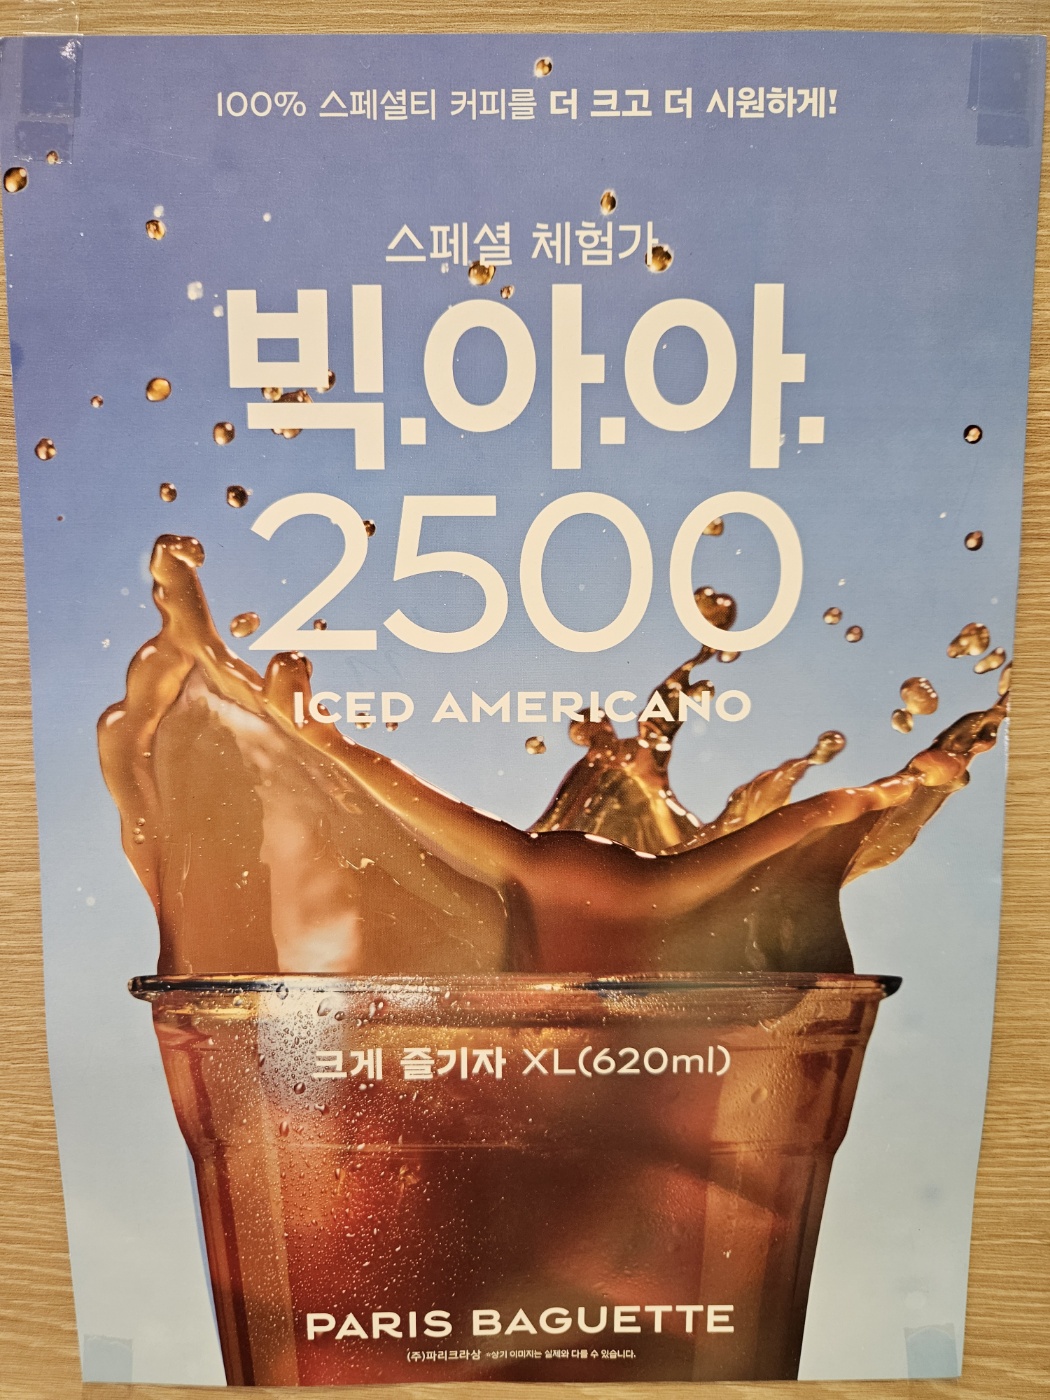 100% 스페셜티 커피를 더 크고 더 시원하게!
스페셜 체험가
빅.아.아.
2500
ICED AMERICANO
크게 즐기자 XL(620ml)
PARIS BAGUETTE
(주)파리크라상 *상기 이미지는 실제와 다를 수 있습니다.